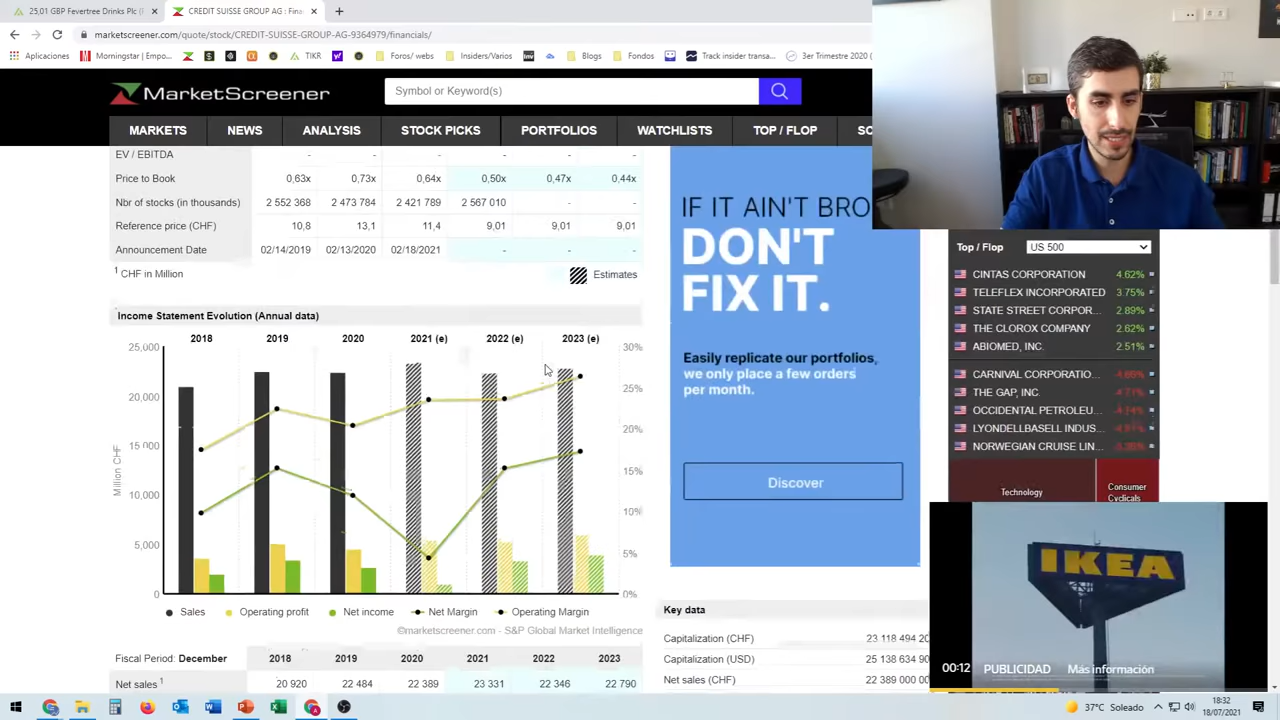 25,01 GBP Fevertree Drinks Plc (F
CREDIT SUISSE GROUP AG : Finan
marketscreener.com/quote/stock/CREDIT-SUISSE-GROUP-AG-9364979/financials/
Aplicaciones Morningstar | Empo... TIKR Foros/ webs Insiders/Varios Blogs Fondos Track insider transa... 3er Trimestre 2020 (
MarketScreener
Symbol or Keyword(s)
MARKETS NEWS ANALYSIS STOCK PICKS PORTFOLIOS WATCHLISTS TOP / FLOP
EV / EBITDA - - - - - -
Price to Book 0,63x 0,73x 0,64x 0,50x 0,47x 0,44x
Nbr of stocks (in thousands) 2 552 368 2 473 784 2 421 789 2 567 010 - -
Reference price (CHF) 10,8 13,1 11,4 9,01 9,01 9,01
Announcement Date 02/14/2019 02/13/2020 02/18/2021 - - -
1 CHF in Million
Estimates
Income Statement Evolution (Annual data)
2018 2019 2020 2021 (e) 2022 (e) 2023 (e)
25,000 30%
20,000 25%
15,000 20%
10,000 15%
5,000 10%
0 5%
0%
Million CHF
Sales Operating profit Net income Net Margin Operating Margin
©marketscreener.com - S&P Global Market Intelligence
Fiscal Period: December 2018 2019 2020 2021 2022 2023
Net sales 1 20 920 22 484 22 389 23 331 22 346 22 790
IF IT AIN'T BRO
DON'T
FIX IT.
Easily replicate our portfolios,
we only place a few orders
per month.
Discover
Key data
Capitalization (CHF) 23 118 494 20
Capitalization (USD) 25 138 634 90
Net sales (CHF) 22 389 000 00
Top / Flop US 500
CINTAS CORPORATION 4.62%
TELEFLEX INCORPORATED 3.75%
STATE STREET CORPOR... 2.89%
THE CLOROX COMPANY 2.62%
ABIOMED, INC. 2.51%
CARNIVAL CORPORATIO...
THE GAP, INC.
OCCIDENTAL PETROLEU...
LYONDELLBASELL INDUS...
NORWEGIAN CRUISE LIN...
Technology
Consumer
Cyclicals
IKEA
00:12 PUBLICIDAD Más información
37°C Soleado
18:32
18/07/2021